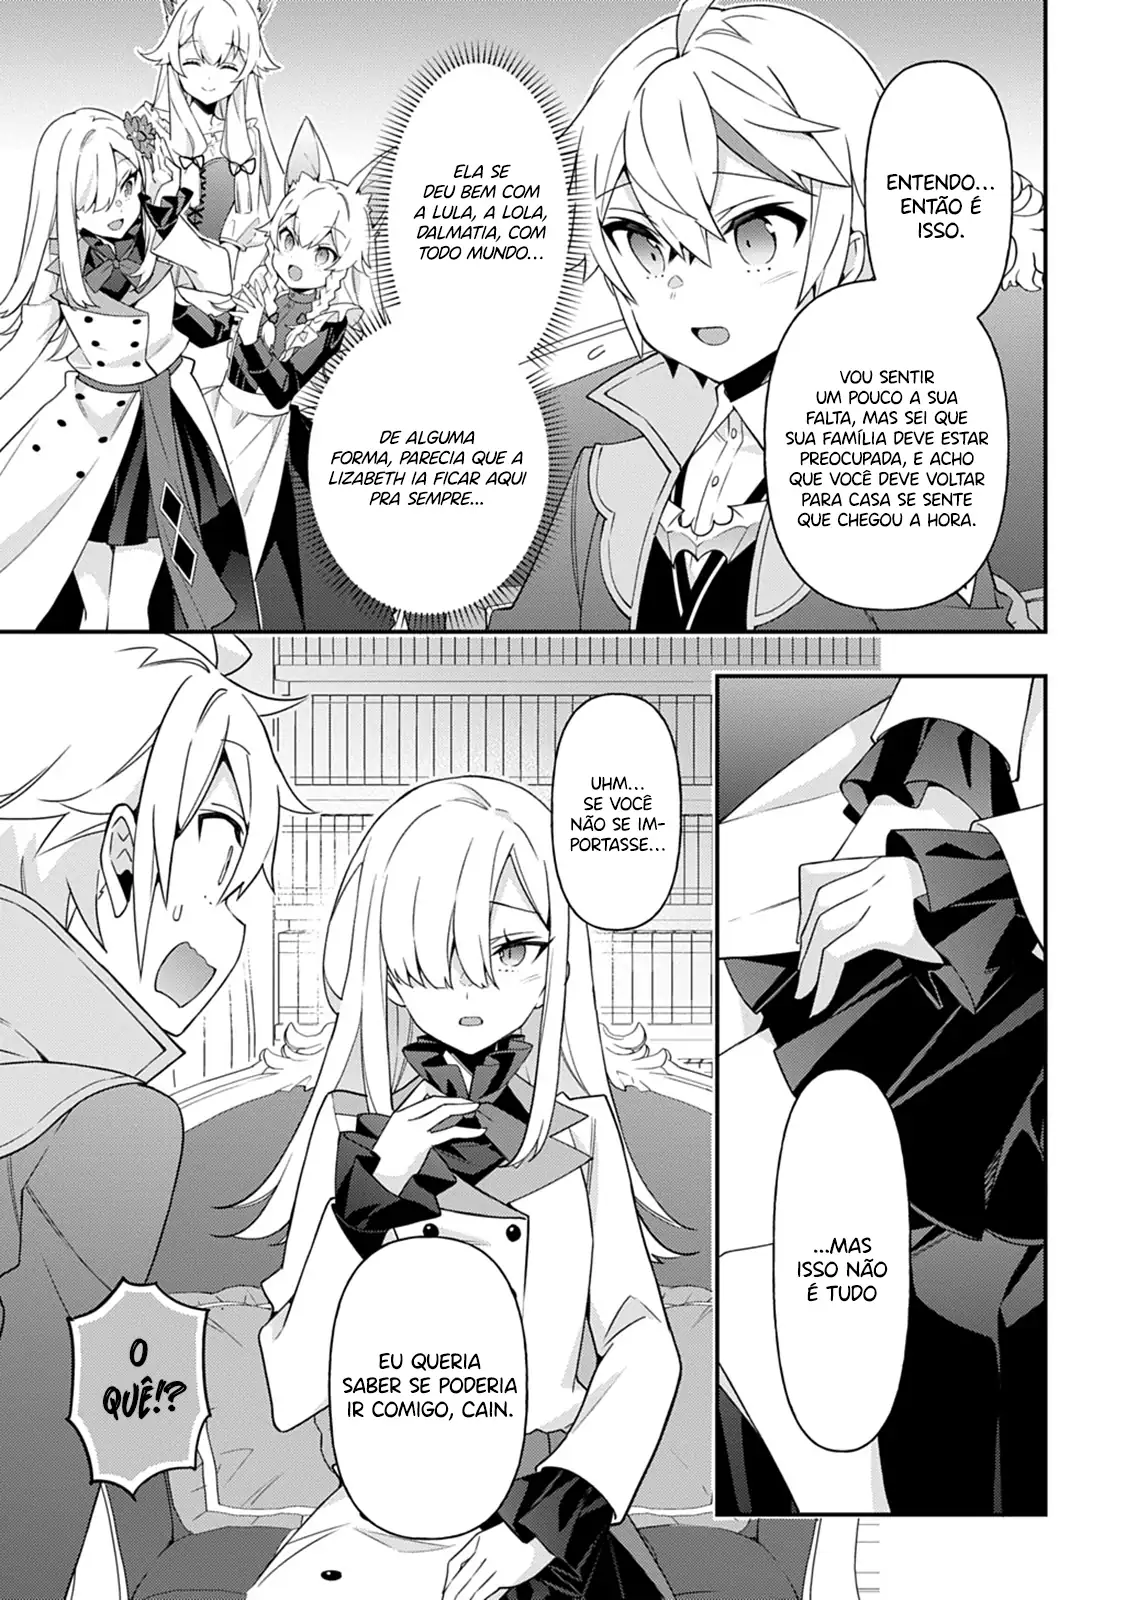 ENTENDO...
ENTÃO É
ISSO.
VOU SENTIR
UM POUCO A SUA
FALTA, MAS SEI QUE
SUA FAMÍLIA DEVE ESTAR
PREOCUPADA, E ACHO
QUE VOCÊ DEVE VOLTAR
PARA CASA SE SENTE
QUE CHEGOU A HORA.
ELA SE
DEU BEM COM
A LULA, A LOLA,
DALMATIA, COM
TODO MUNDO...
DE ALGUMA
FORMA, PARECIA QUE A
LIZABETH IA FICAR AQUI
PRA SEMPRE...
...MAS
ISSO NÃO
É TUDO
UHM...
SE VOCÊ
NÃO SE IM-
PORTASSE...
EU QUERIA
SABER SE PODERIA
IR COMIGO, CAIN.
O
QUÊ!?